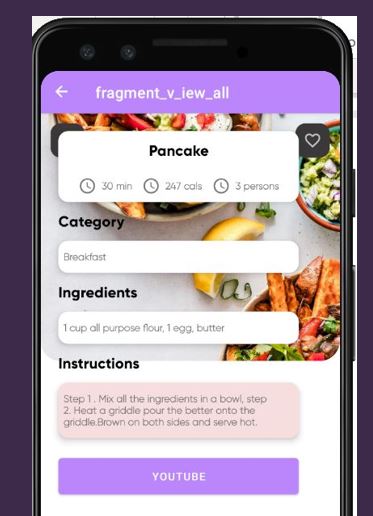 fragment_v_iew_all
Pancake
30 min 247 cals 3 persons
Category
Breakfast
Ingredients
1 cup all purpose flour, 1 egg, butter
Instructions
Step 1 . Mix all the ingredients in a bowl, step
2. Heat a griddle pour the better onto the
griddle.Brown on both sides and serve hot.
YOUTUBE